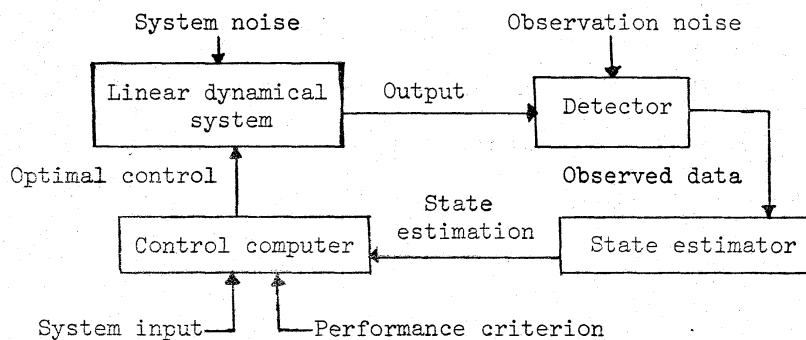 System noise
Observation noise
Linear dynamical
system
Output
Detector
Optimal control
Observed data
State
estimation
Control computer
State estimator
System input
Performance criterion